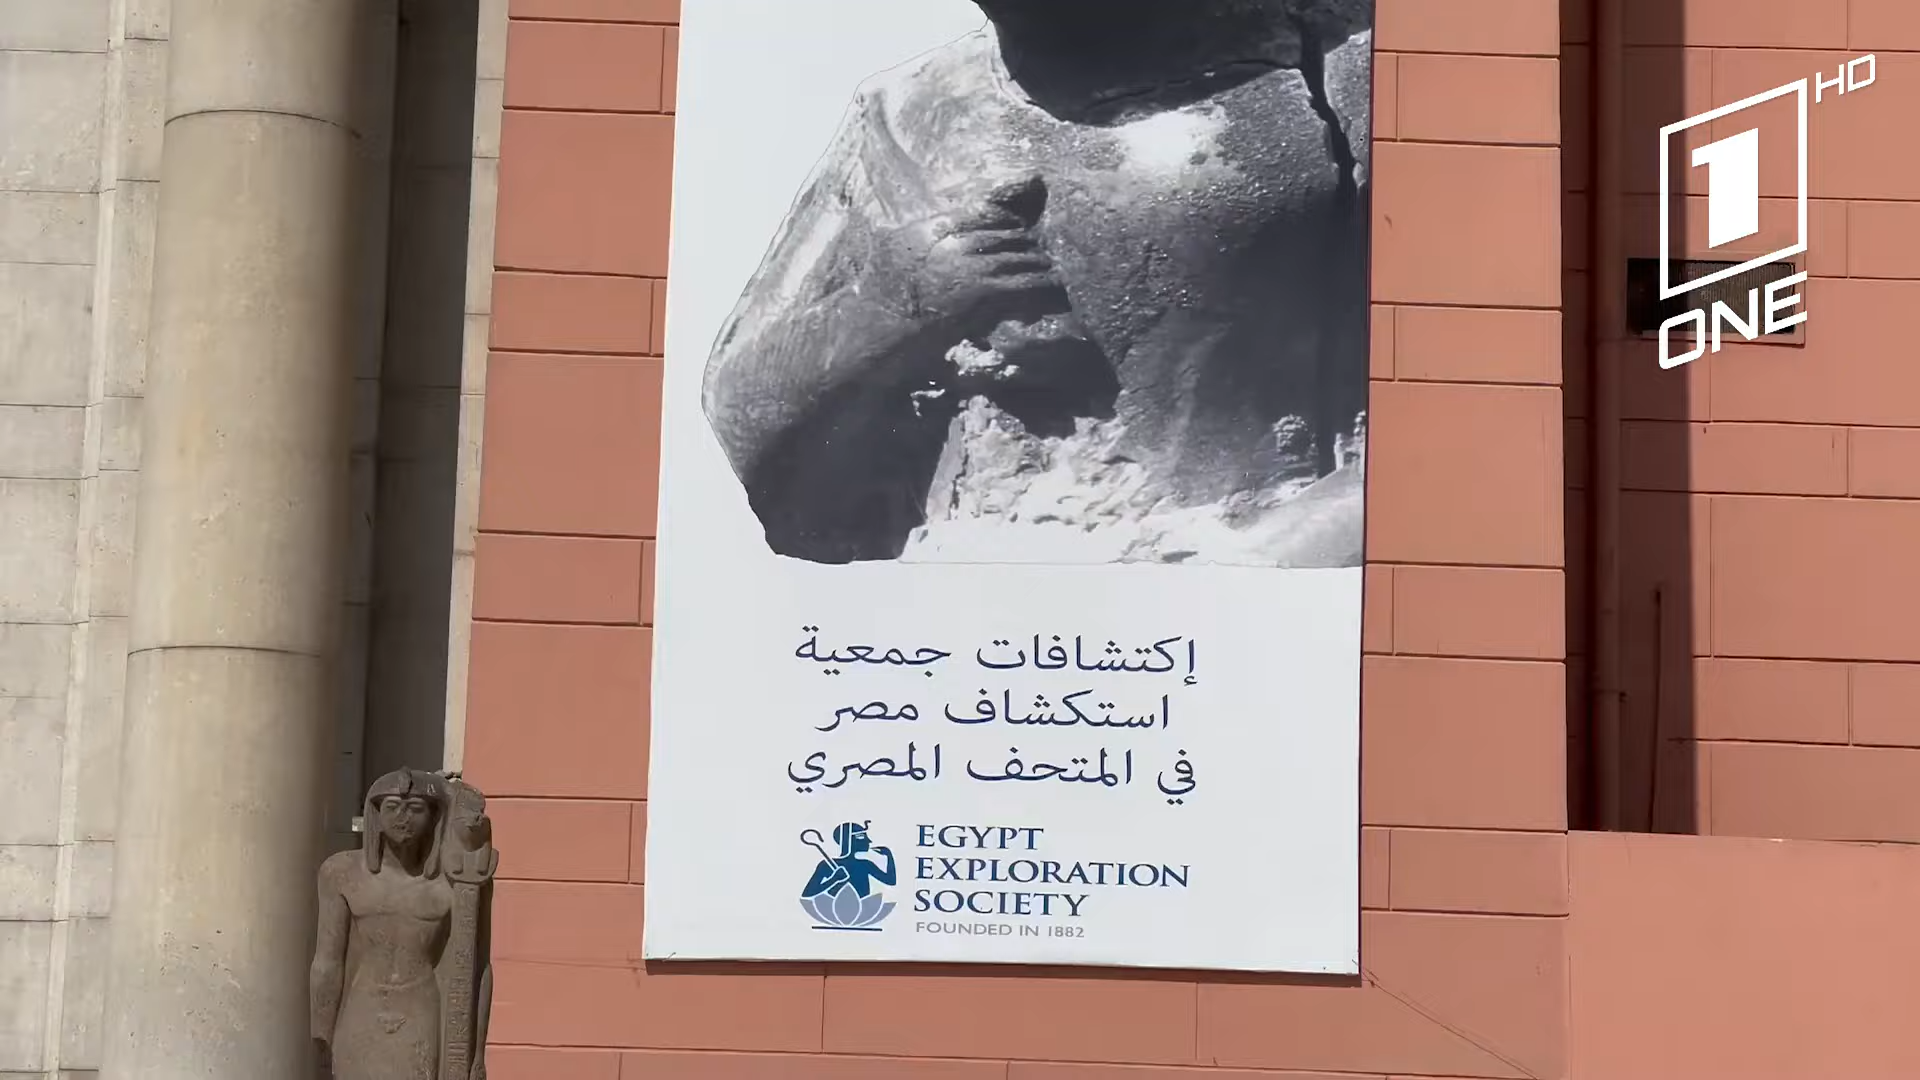 إكتشافات جمعية
استكشاف مصر
في المتحف المصري
EGYPT
EXPLORATION
SOCIETY
FOUNDED IN 1882
1 HD
ONE